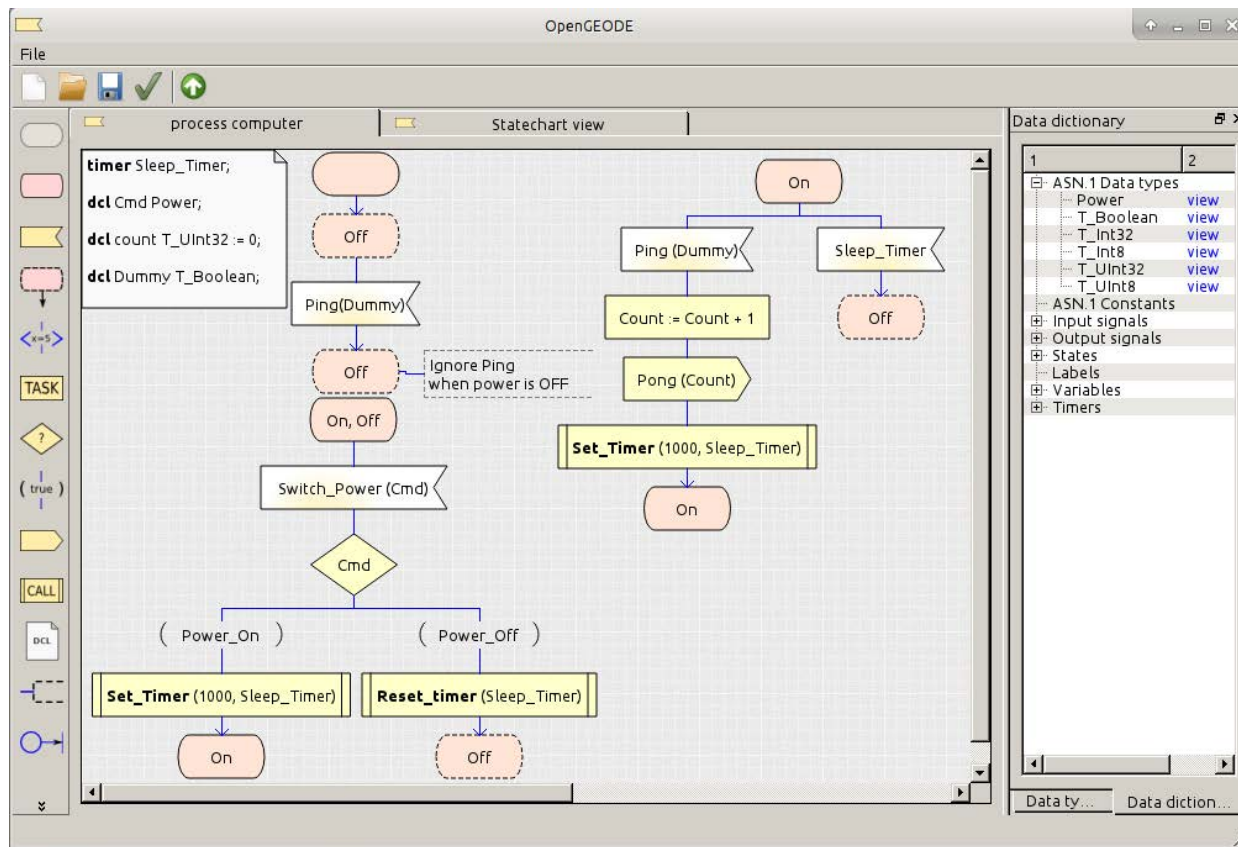 OpenGEODE
File
process computer
Statechart view
Data dictionary
timer Sleep_Timer;
dcl Cmd Power;
dcl count T_UInt32 := 0;
dcl Dummy T_Boolean;
Off
Ping(Dummy)
Off
Ignore Ping
when power is OFF
On, Off
Switch_Power (Cmd)
Cmd
( Power_On )
( Power_Off )
Set_Timer (1000, Sleep_Timer)
Reset_timer (Sleep_Timer)
On
Off
On
Ping (Dummy)
Sleep_Timer
Count := Count + 1
Off
Pong (Count)
Set_Timer (1000, Sleep_Timer)
On
x=5
TASK
?
( true )
CALL
DCL
1 2
ASN.1 Data types
Power view
T_Boolean view
T_Int32 view
T_Int8 view
T_UInt32 view
T_UInt8 view
ASN.1 Constants
Input signals
Output signals
States
Labels
Variables
Timers
Data ty...
Data diction...